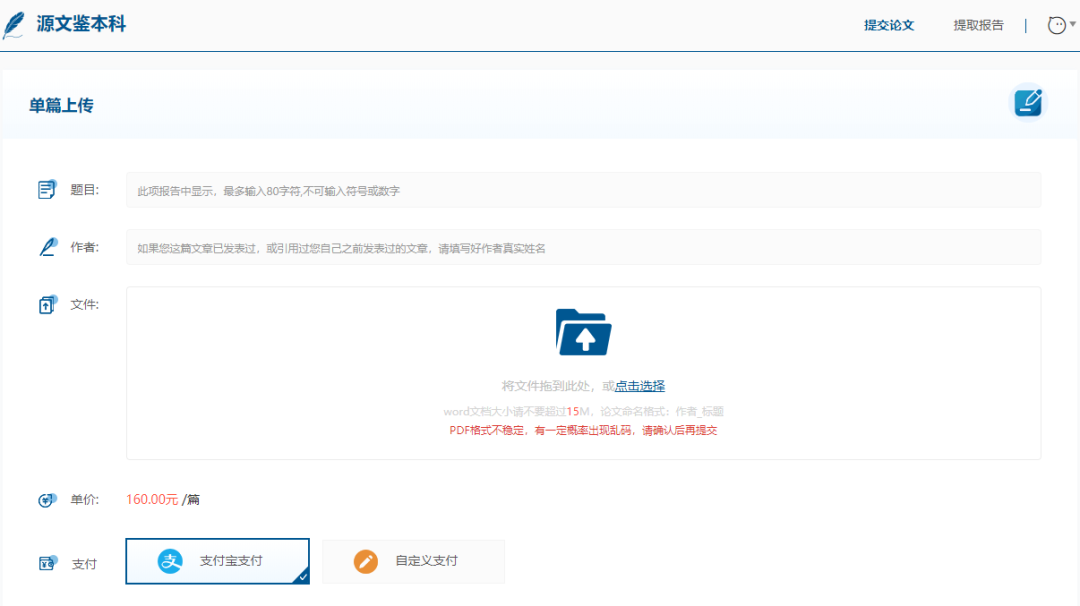 源文鉴本科
提交论文 提取报告 |
单篇上传
题目: 此项报告中显示，最多输入80字符,不可输入符号或数字
作者: 如果您这篇文章已发表过，或引用过您自己之前发表过的文章，请填写好作者真实姓名
文件:
将文件拖到此处，或点击选择
word文档大小请不要超过15M，论文命名格式：作者_标题
PDF格式不稳定，有一定概率出现乱码，请确认后再提交
单价: 160.00元 /篇
支付 支付宝支付 自定义支付